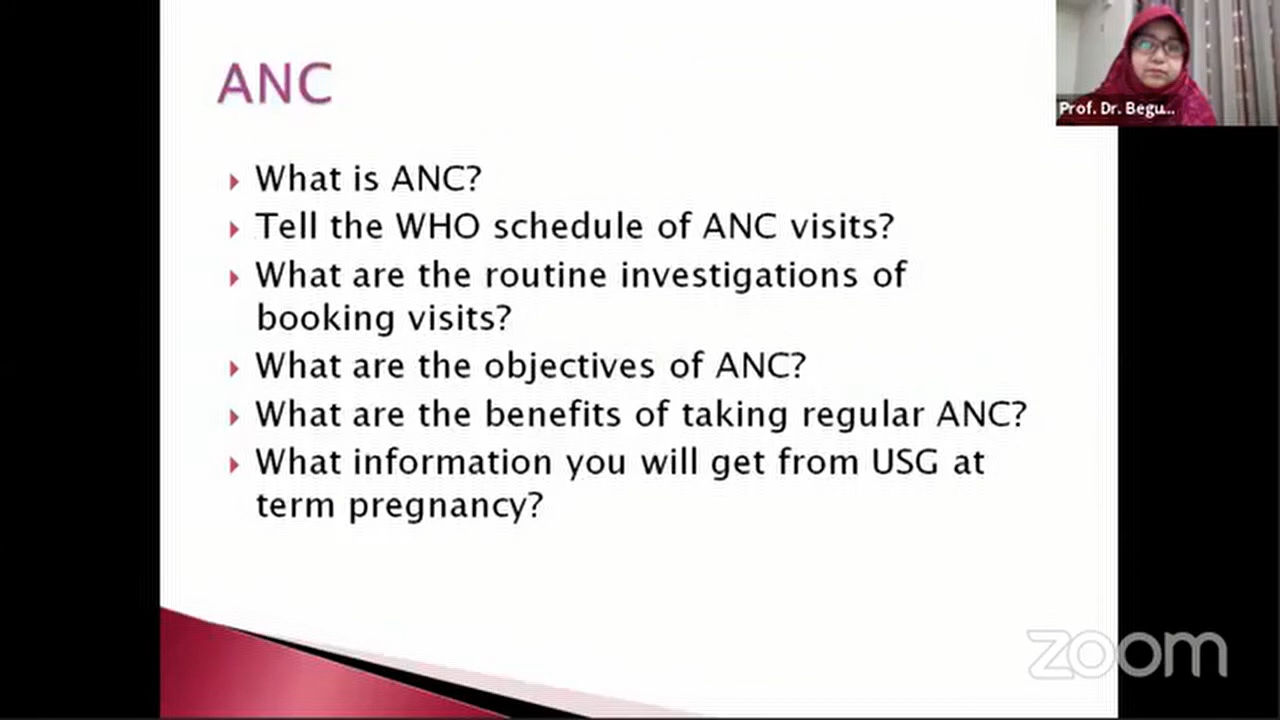 ANC
What is ANC?
Tell the WHO schedule of ANC visits?
What are the routine investigations of
booking visits?
What are the objectives of ANC?
What are the benefits of taking regular ANC?
What information you will get from USG at
term pregnancy?
Prof. Dr. Begu...
zoom